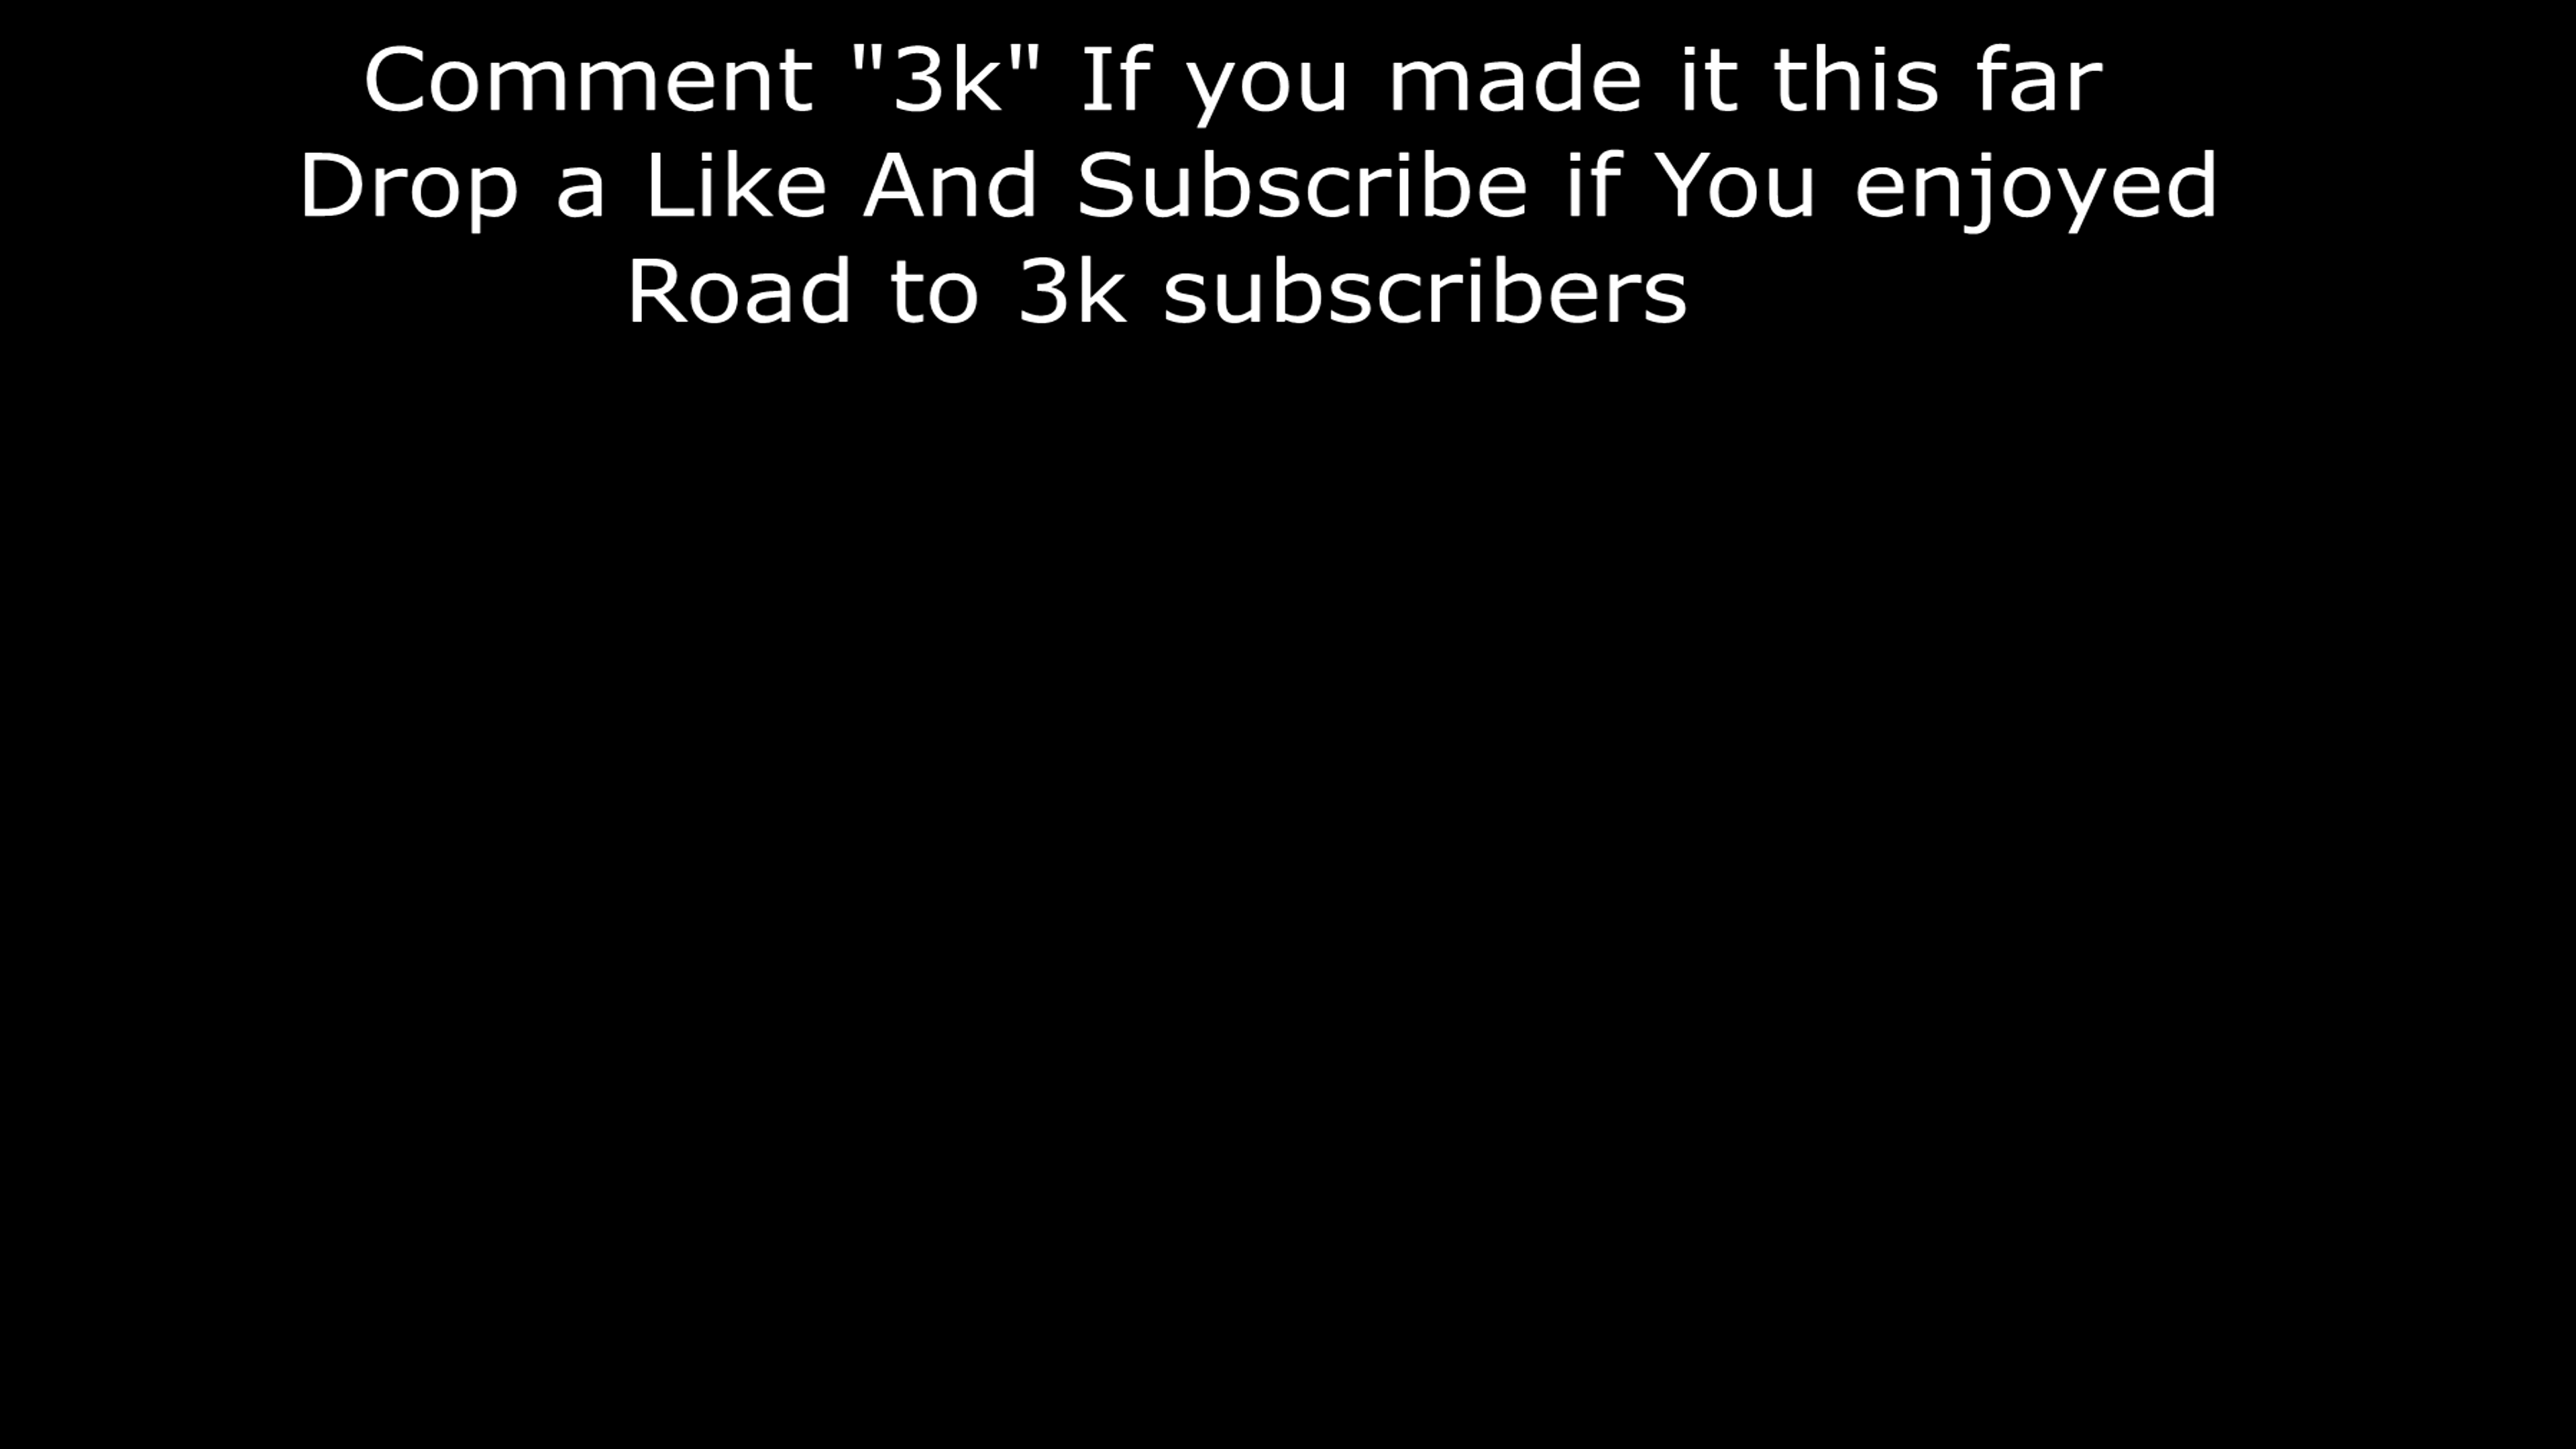 Comment "3k" If you made it this far
Drop a Like And Subscribe if You enjoyed
Road to 3k subscribers